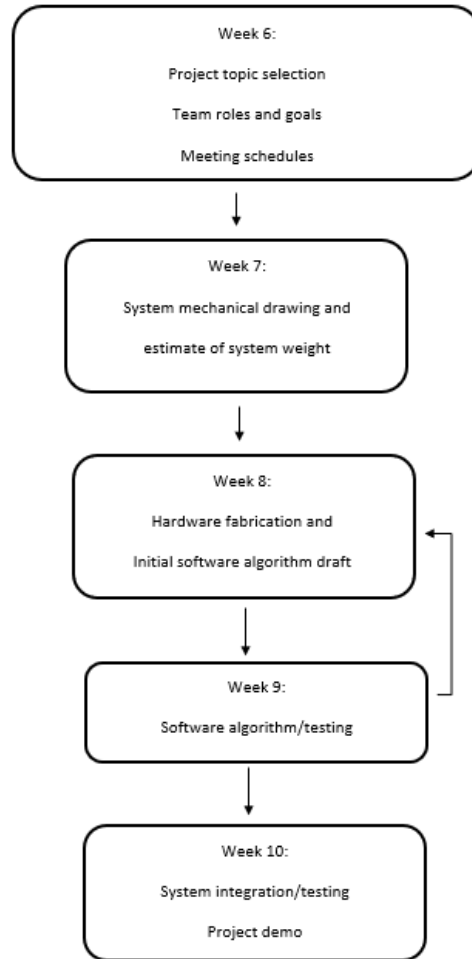 Week 6:
Project topic selection
Team roles and goals
Meeting schedules
Week 7:
System mechanical drawing and
estimate of system weight
Week 8:
Hardware fabrication and
Initial software algorithm draft
Week 9:
Software algorithm/testing
Week 10:
System integration/testing
Project demo